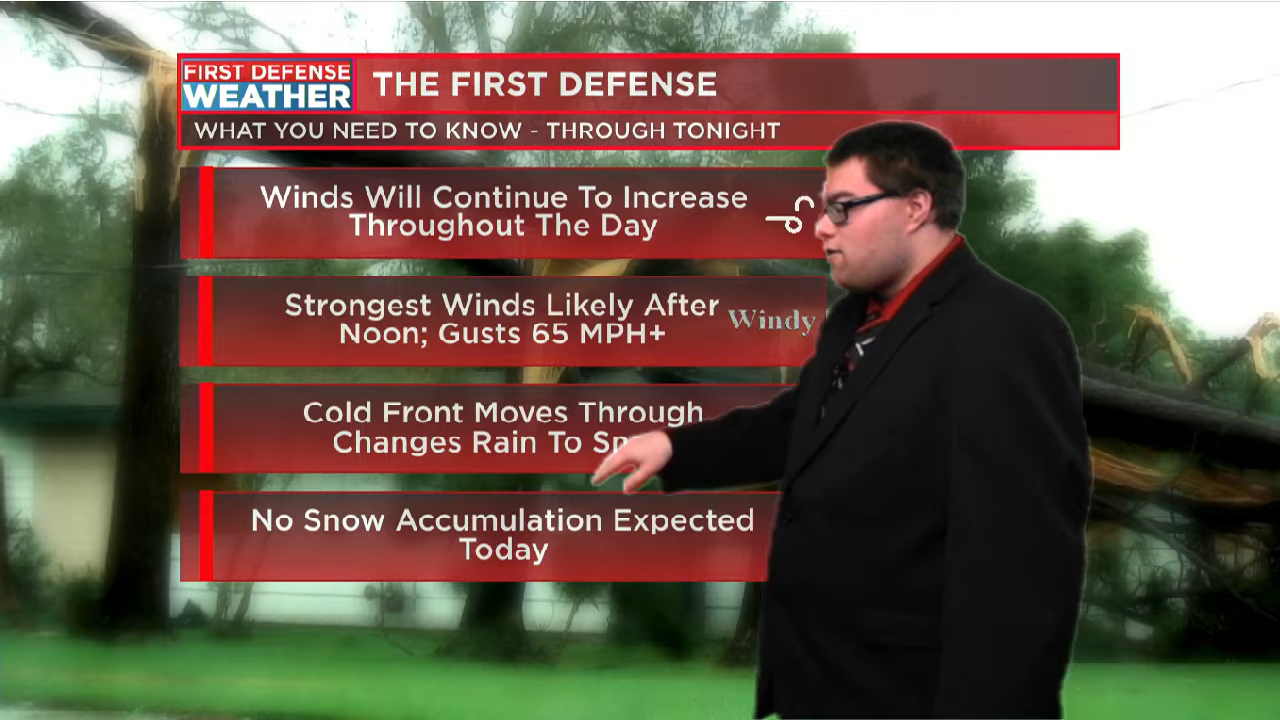 FIRST DEFENSE
WEATHER
THE FIRST DEFENSE
WHAT YOU NEED TO KNOW - THROUGH TONIGHT
Winds Will Continue To Increase
Throughout The Day
Strongest Winds Likely After
Noon; Gusts 65 MPH+
Windy
Cold Front Moves Through
Changes Rain To
No Snow Accumulation Expected
Today